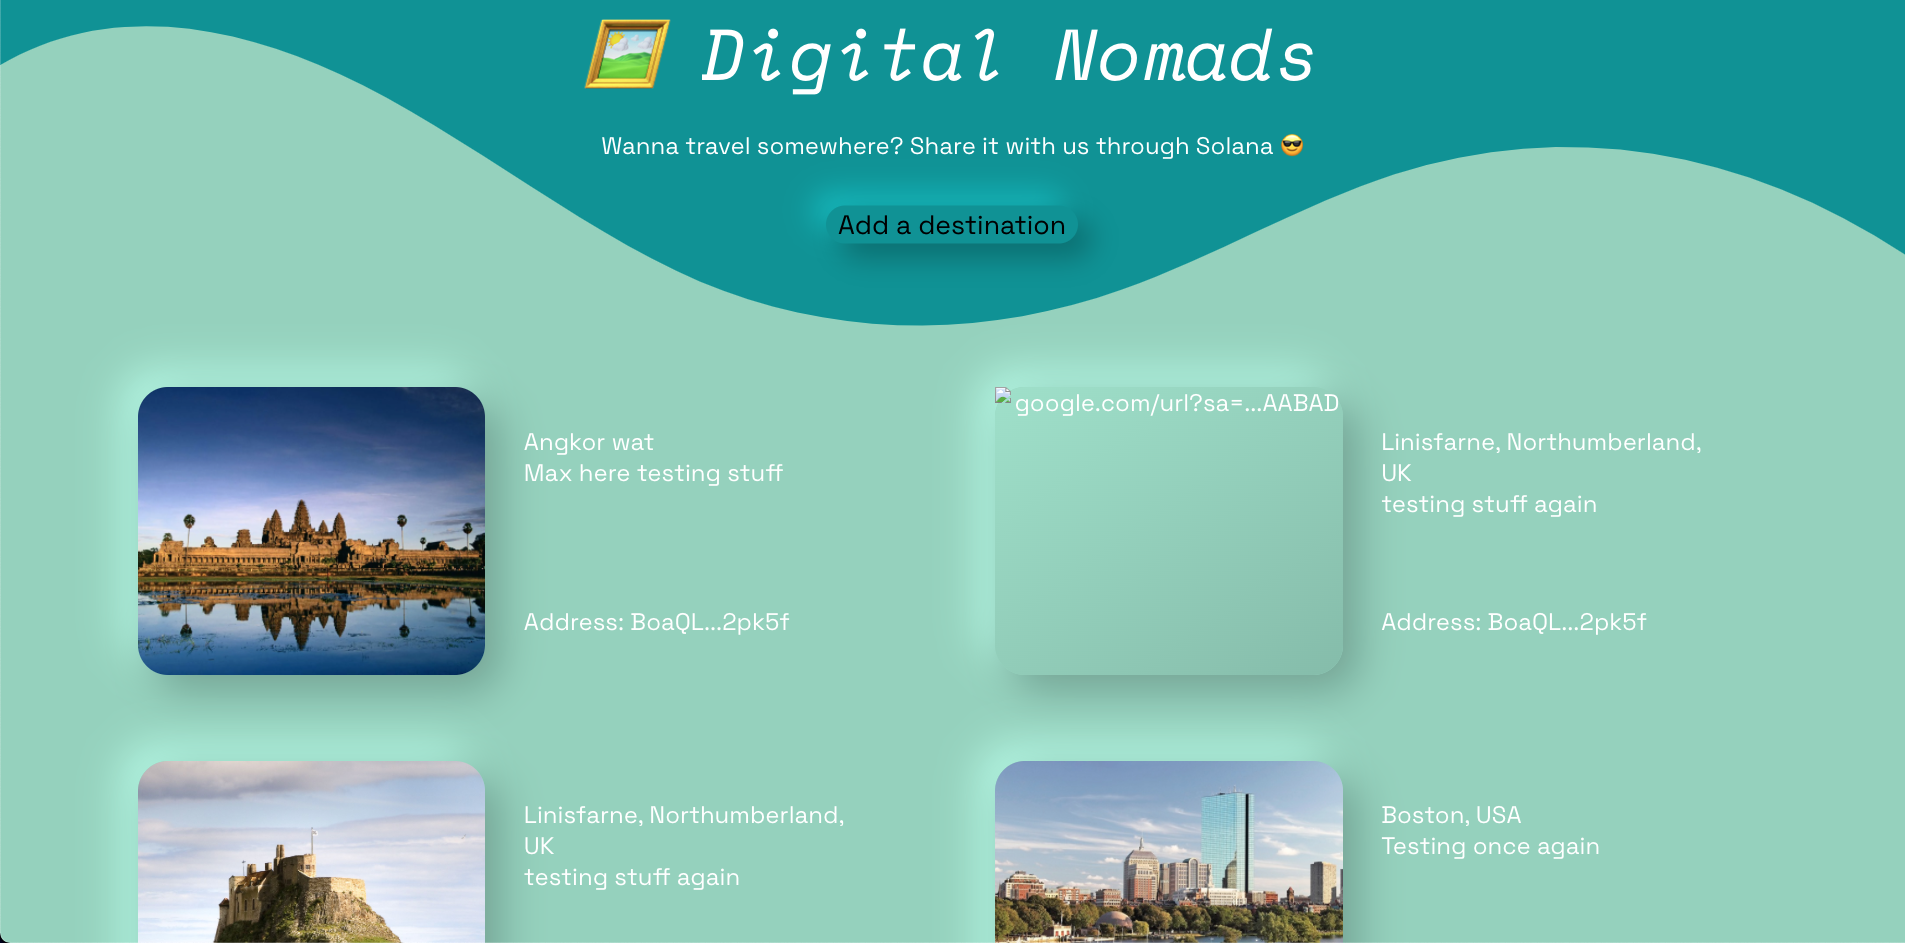 🖼️ Digital Nomads
Wanna travel somewhere? Share it with us through Solana 😎
Add a destination
Angkor wat
Max here testing stuff
Address: BoaQL...2pk5f
google.com/url?sa=...AABAD
Linisfarne, Northumberland,
UK
testing stuff again
Address: BoaQL...2pk5f
Linisfarne, Northumberland,
UK
testing stuff again
Boston, USA
Testing once again